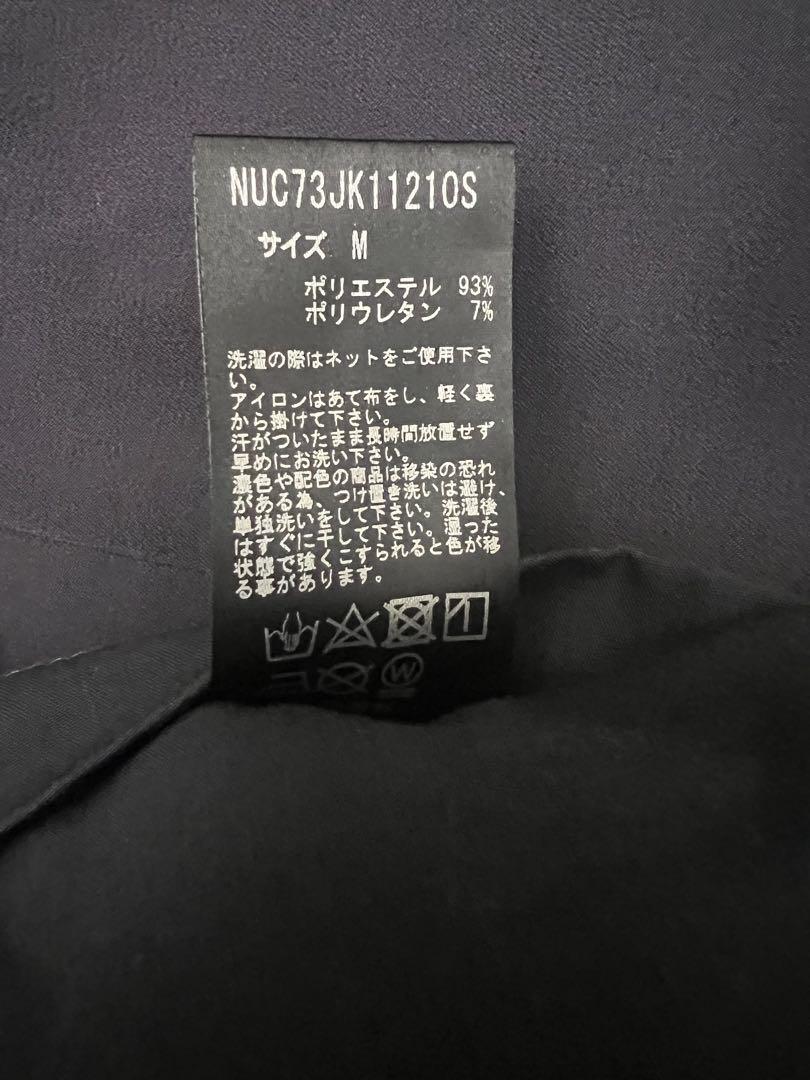 NUC73JK11210S
サイズ M
ポリエステル 93%
ポリウレタン 7%
洗濯の際はネットをご使用下さ
い。
アイロンはあて布をし、軽く裏
から掛けて下さい。
汗がついたまま長時間放置せず
早めにお洗い下さい。
濃色や配色の商品は移染の恐れ
がある為、つけ置き洗いは避け、
単独洗いをして下さい。洗濯後
はすぐに干して下さい。湿った
状態で強くこすられると色が移
る事があります。
W